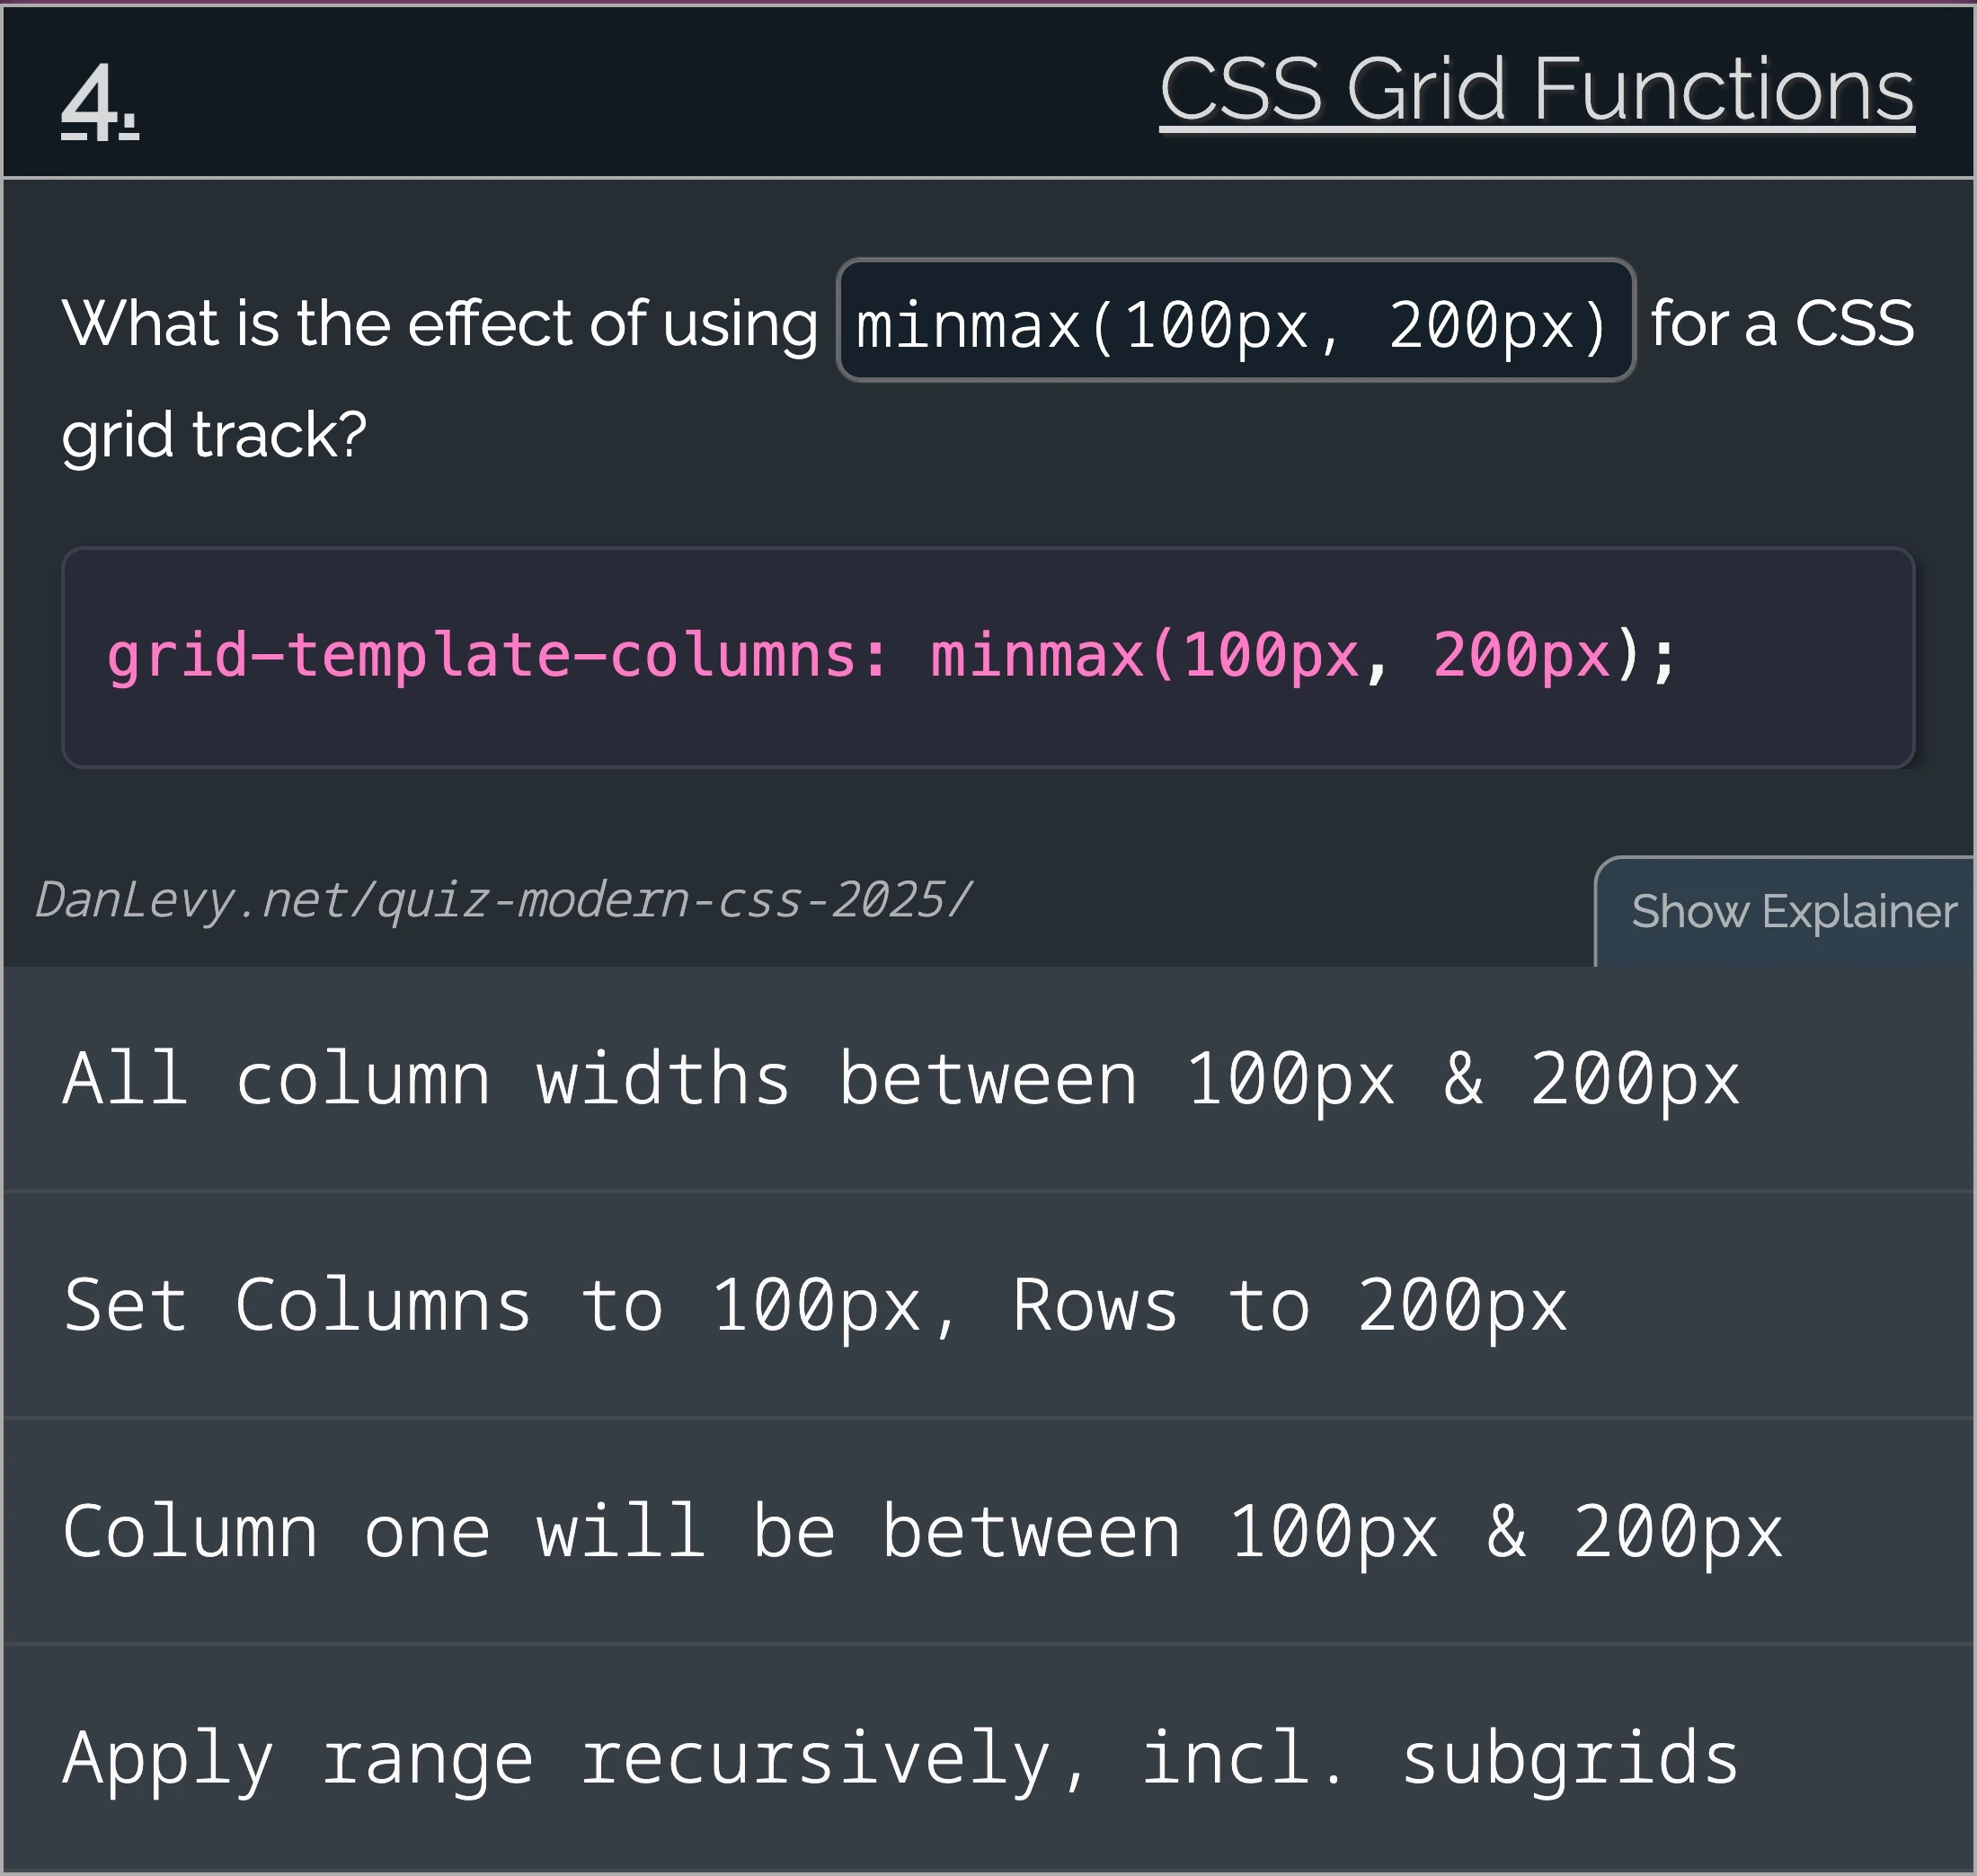 4.
CSS Grid Functions
What is the effect of using minmax(100px, 200px) for a CSS
grid track?
grid-template-columns: minmax(100px, 200px);
DanLevy.net/quiz-modern-css-2025/
Show Explainer
All column widths between 100px & 200px
Set Columns to 100px, Rows to 200px
Column one will be between 100px & 200px
Apply range recursively, incl. subgrids